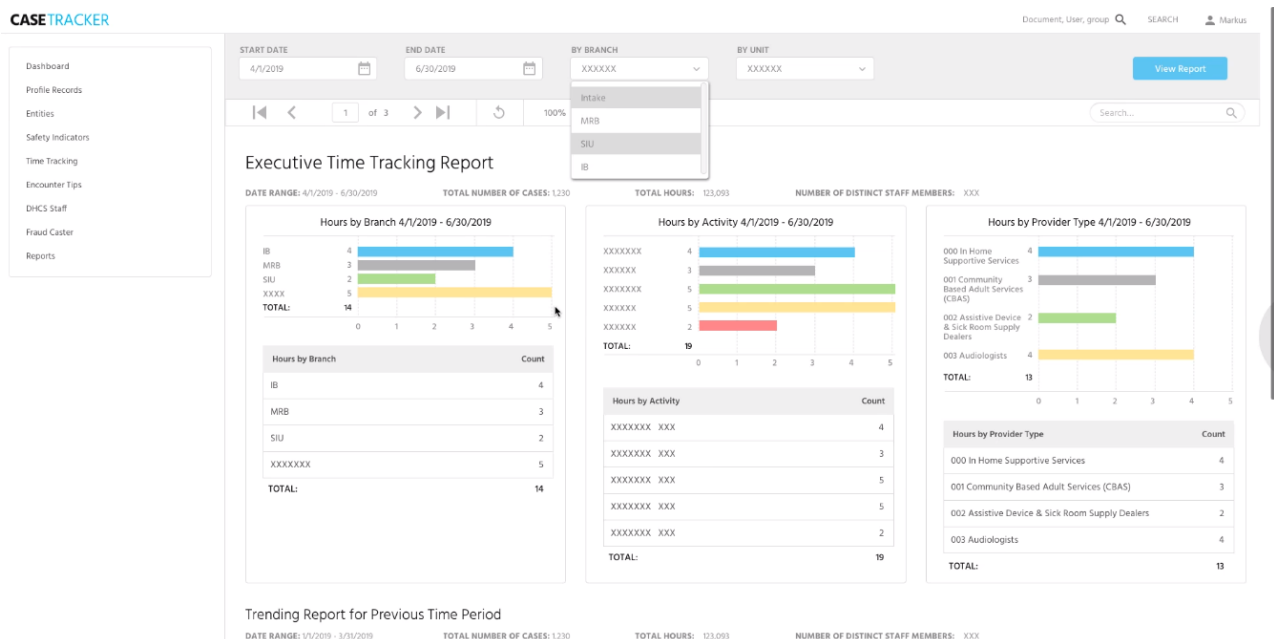 CASETRACKER
Document, User, group
SEARCH
Markus
Dashboard
Profile Records
Entities
Safety Indicators
Time Tracking
Encounter Tips
DHCS Staff
Fraud Caster
Reports
START DATE
4/1/2019
END DATE
6/30/2019
BY BRANCH
XXXXXX
Intake
MRB
SIU
IB
BY UNIT
XXXXXX
View Report
1 of 3
100%
Search...
Executive Time Tracking Report
DATE RANGE: 4/1/2019 - 6/30/2019
TOTAL NUMBER OF CASES: 1,230
TOTAL HOURS: 123,093
NUMBER OF DISTINCT STAFF MEMBERS: XXX
Hours by Branch 4/1/2019 - 6/30/2019
IB 4
MRB 3
SIU 2
XXXX 5
TOTAL: 14
0 1 2 3 4 5
Hours by Branch Count
IB 4
MRB 3
SIU 2
XXXXXXX 5
TOTAL: 14
Hours by Activity 4/1/2019 - 6/30/2019
XXXXXXX 4
XXXXXX 3
XXXXXXX 5
XXXXXX 5
XXXXXX 2
TOTAL: 19
0 1 2 3 4 5
Hours by Activity Count
XXXXXXX XXX 4
XXXXXXX XXX 3
XXXXXXX XXX 5
XXXXXXX XXX 5
XXXXXXX XXX 2
TOTAL: 19
Hours by Provider Type 4/1/2019 - 6/30/2019
000 In Home 4
Supportive Services
001 Community 3
Based Adult Services
(CBAS)
002 Assistive Device 2
& Sick Room Supply
Dealers
003 Audiologists 4
TOTAL: 13
0 1 2 3 4 5
Hours by Provider Type Count
000 In Home Supportive Services 4
001 Community Based Adult Services (CBAS) 3
002 Assistive Device & Sick Room Supply Dealers 2
003 Audiologists 4
TOTAL: 13
Trending Report for Previous Time Period
DATE RANGE: 1/1/2019 - 3/31/2019
TOTAL NUMBER OF CASES: 1,230
TOTAL HOURS: 123,093
NUMBER OF DISTINCT STAFF MEMBERS: XXX